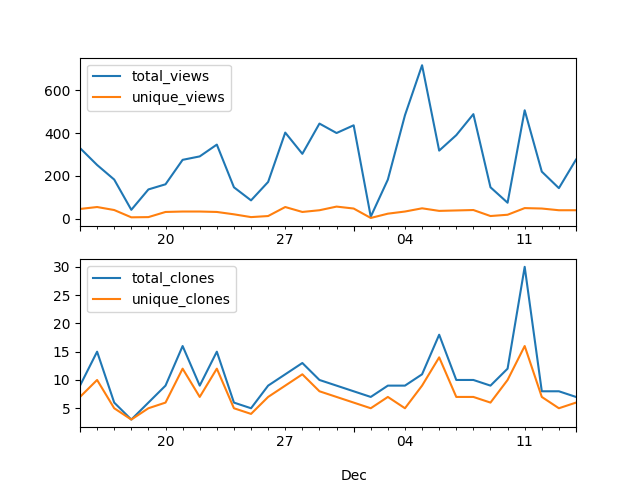 total_views
unique_views
600
400
200
0
20 27 04 11
total_clones
unique_clones
30
25
20
15
10
5
20 27 04 11
Dec